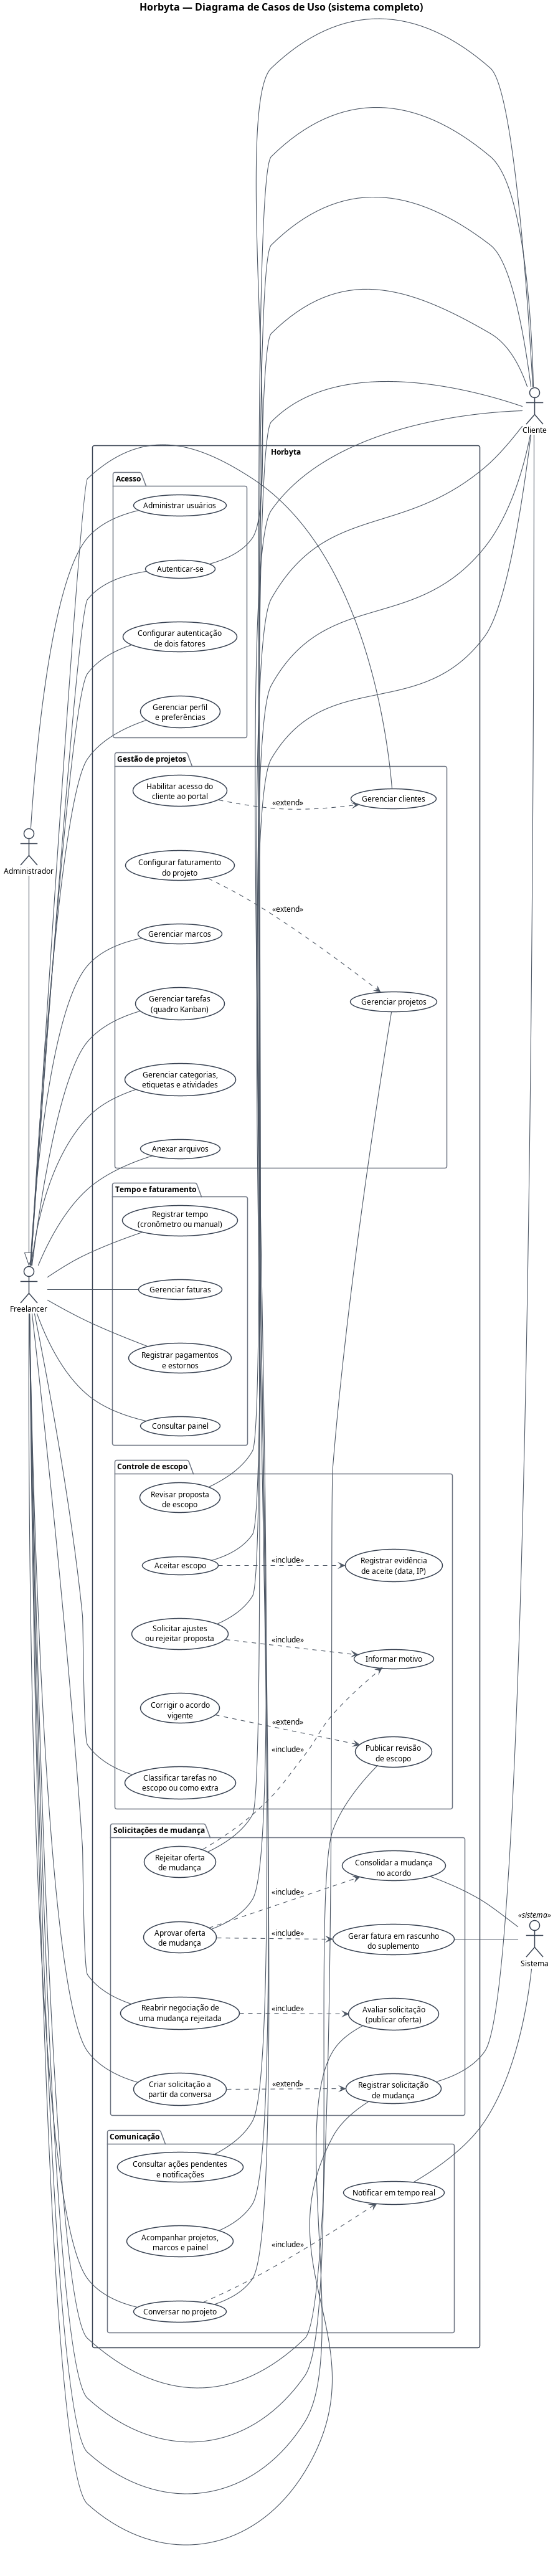 Horbyta — Diagrama de Casos de Uso (sistema completo)
Cliente
Horbyta
Acesso
Administrar usuários
Autenticar-se
Configurar autenticação
de dois fatores
Gerenciar perfil
e preferências
Gestão de projetos
Habilitar acesso do
cliente ao portal
«extend»
Gerenciar clientes
Administrador
Configurar faturamento
do projeto
«extend»
Gerenciar marcos
Gerenciar projetos
Gerenciar tarefas
(quadro Kanban)
Gerenciar categorias,
etiquetas e atividades
Anexar arquivos
Tempo e faturamento
Registrar tempo
(cronômetro ou manual)
Gerenciar faturas
Freelancer
Registrar pagamentos
e estornos
Consultar painel
Controle de escopo
Revisar proposta
de escopo
Aceitar escopo
«include»
Registrar evidência
de aceite (data, IP)
Solicitar ajustes
ou rejeitar proposta
«include»
Informar motivo
Corrigir o acordo
vigente
«extend»
«include»
Publicar revisão
de escopo
Classificar tarefas no
escopo ou como extra
Solicitações de mudança
Rejeitar oferta
de mudança
Consolidar a mudança
no acordo
«include»
Aprovar oferta
de mudança
«include»
Gerar fatura em rascunho
do suplemento
«sistema»
Sistema
Reabrir negociação de
uma mudança rejeitada
«include»
Avaliar solicitação
(publicar oferta)
Criar solicitação a
partir da conversa
«extend»
Registrar solicitação
de mudança
Comunicação
Consultar ações pendentes
e notificações
Notificar em tempo real
Acompanhar projetos,
marcos e painel
«include»
Conversar no projeto